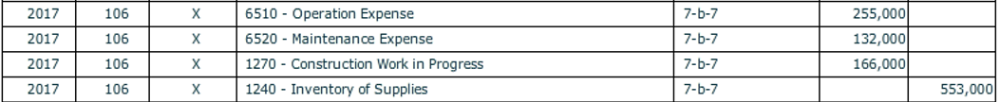 2017 106 X 6510 - Operation Expense 7-b-7 255,000
2017 106 X 6520 - Maintenance Expense 7-b-7 132,000
2017 106 X 1270 - Construction Work in Progress 7-b-7 166,000
2017 106 X 1240 - Inventory of Supplies 7-b-7 553,000